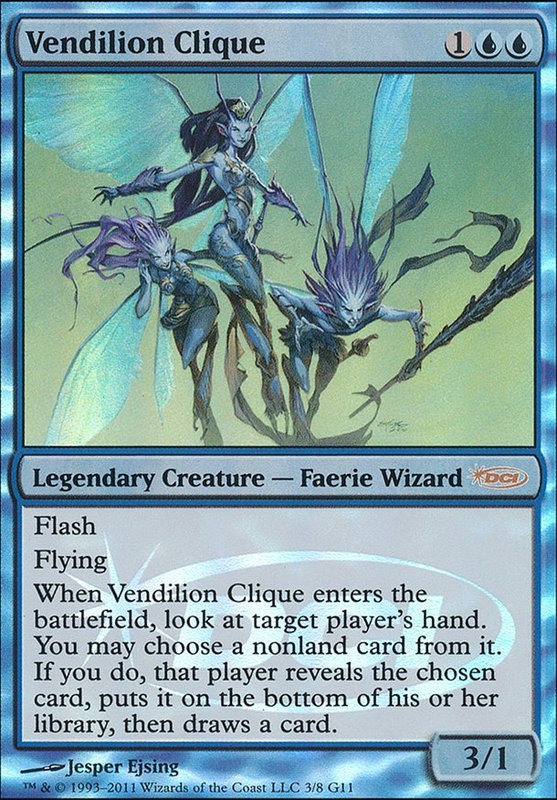 Vendilion Clique 1
Legendary Creature — Faerie Wizard DCI
Flash
Flying
When Vendilion Clique enters the
battlefield, look at target player's hand.
You may choose a nonland card from it.
If you do, that player reveals the chosen
card, puts it on the bottom of his or her
library, then draws a card.
DCI
3/1
Jesper Ejsing
™ & © 1993–2011 Wizards of the Coast LLC 3/8 G11